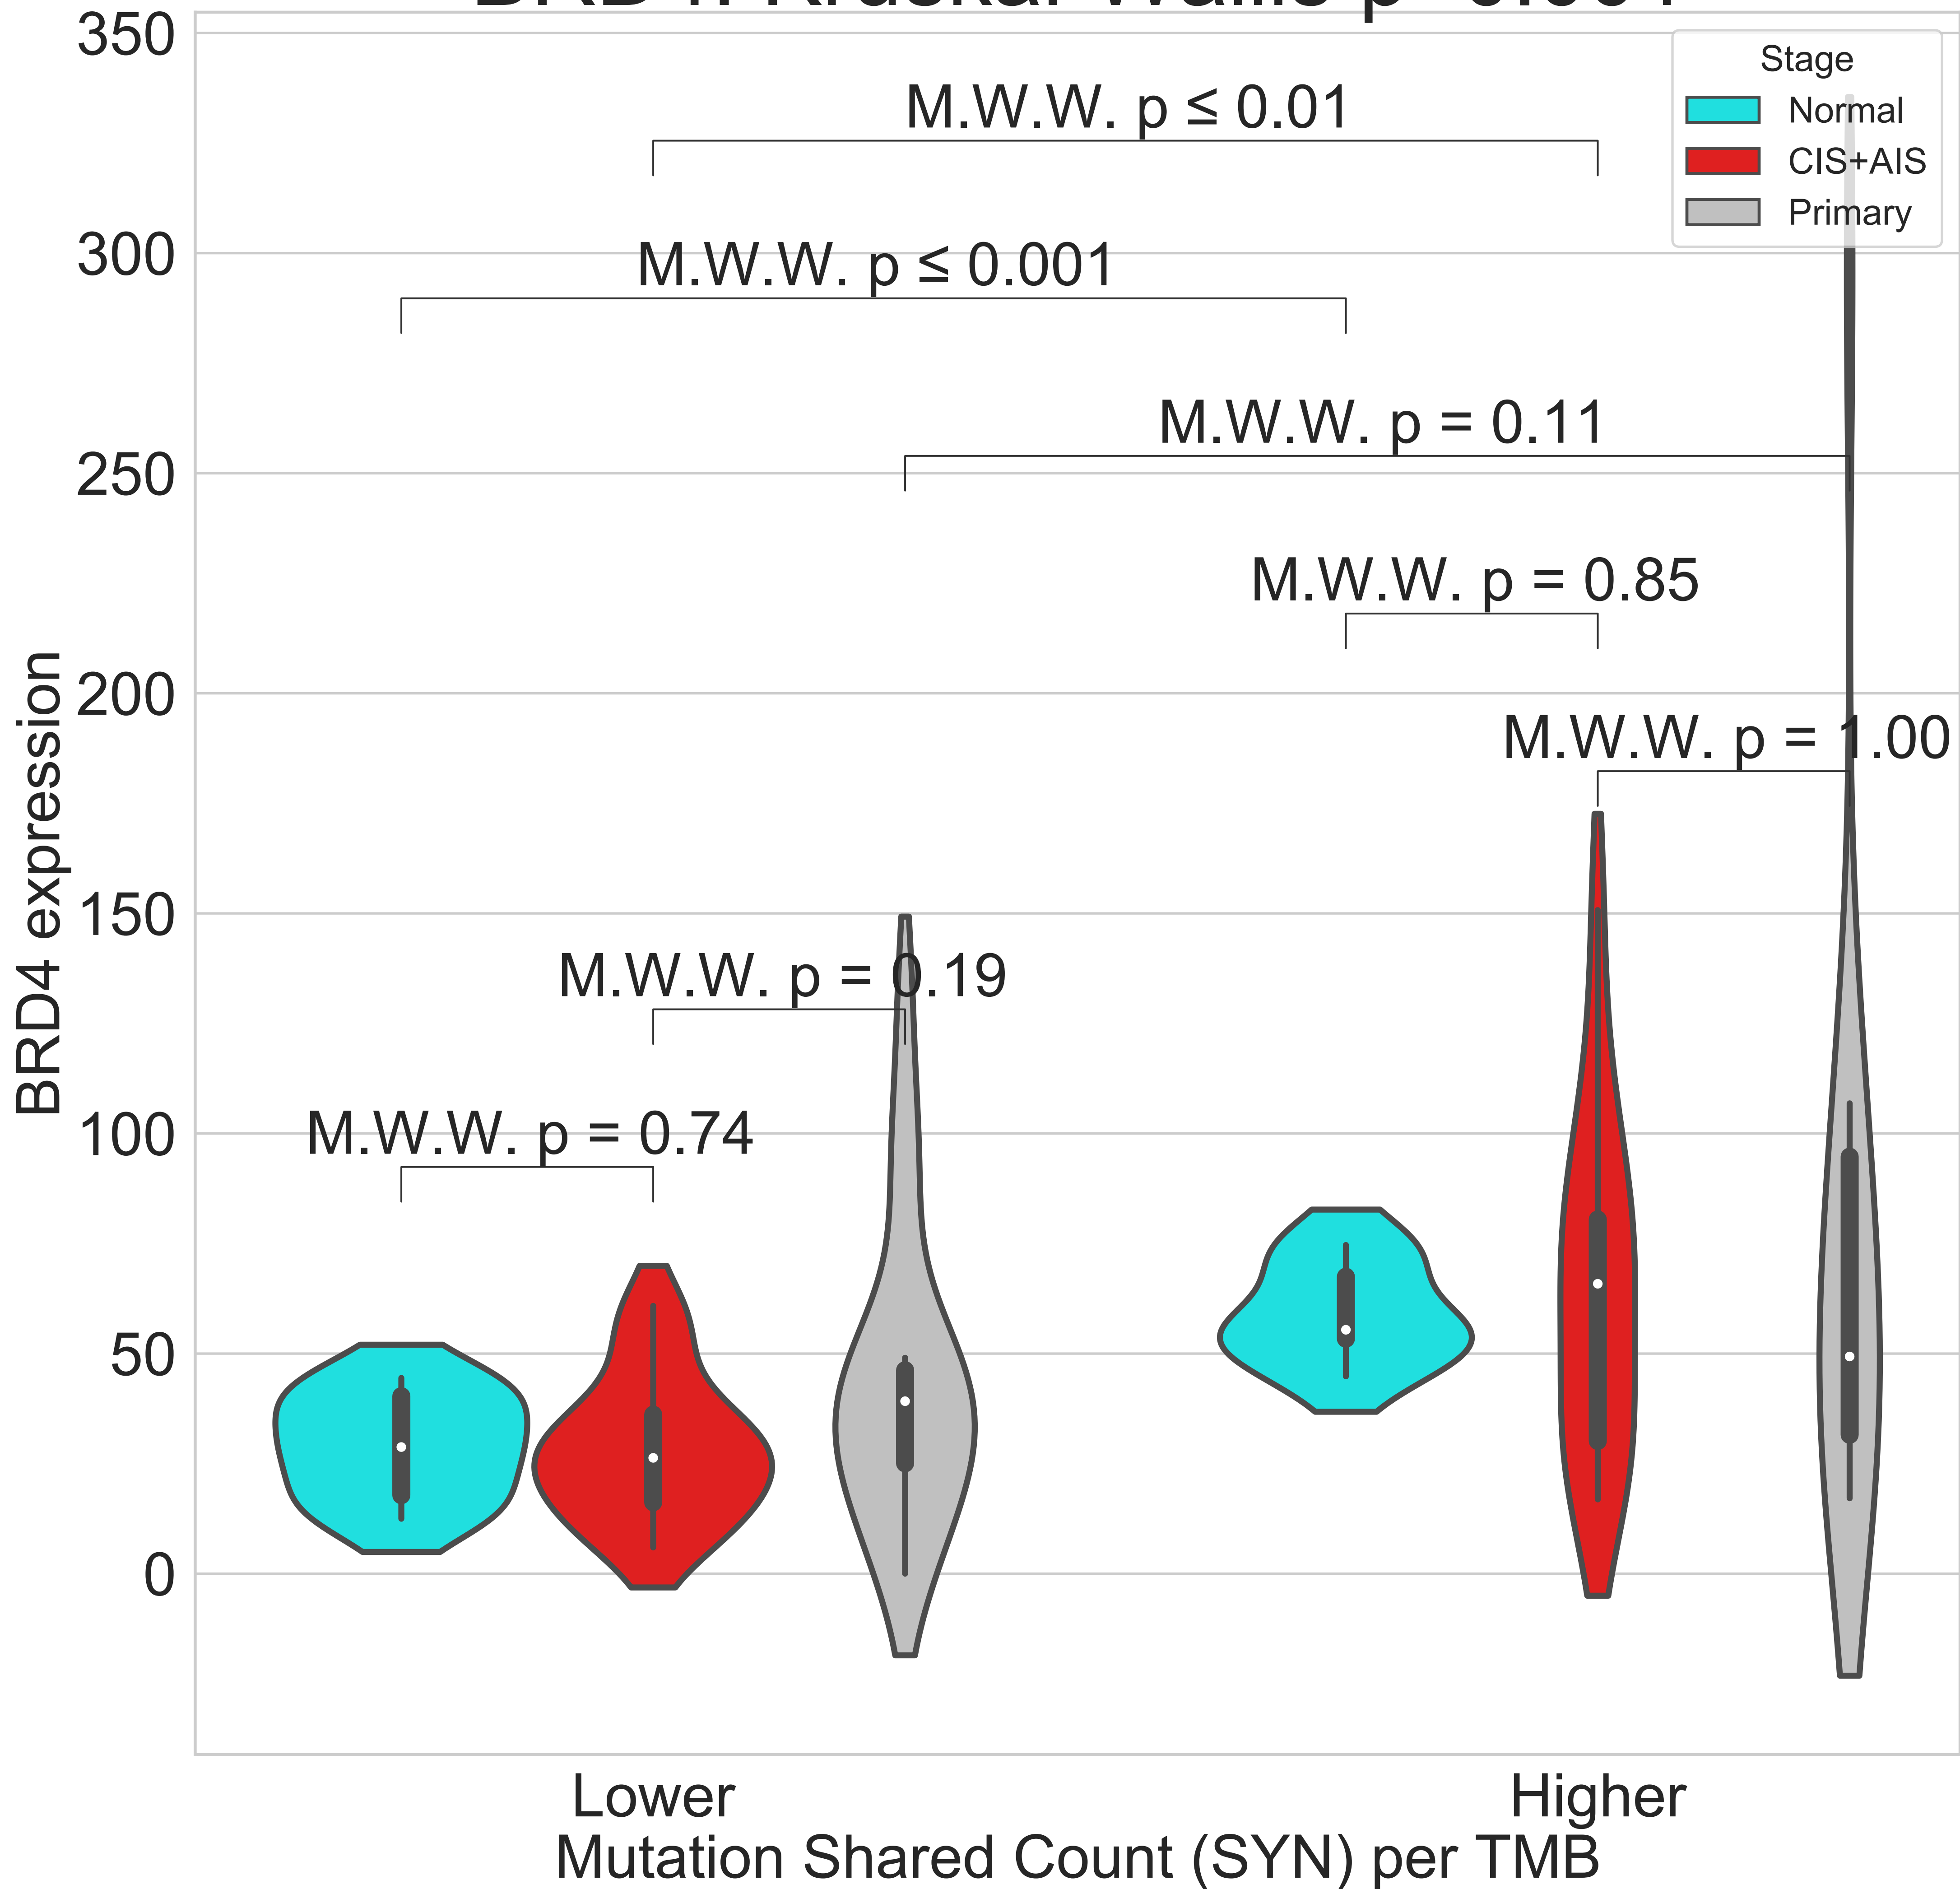 350
300
250
200
150
100
50
0
BRD4 expression
Stage
Normal
CIS+AIS
Primary
M.W.W. p ≤ 0.01
M.W.W. p ≤ 0.001
M.W.W. p = 0.11
M.W.W. p = 0.85
M.W.W. p = 1.00
M.W.W. p = 0.19
M.W.W. p = 0.74
Lower
Higher
Mutation Shared Count (SYN) per TMB